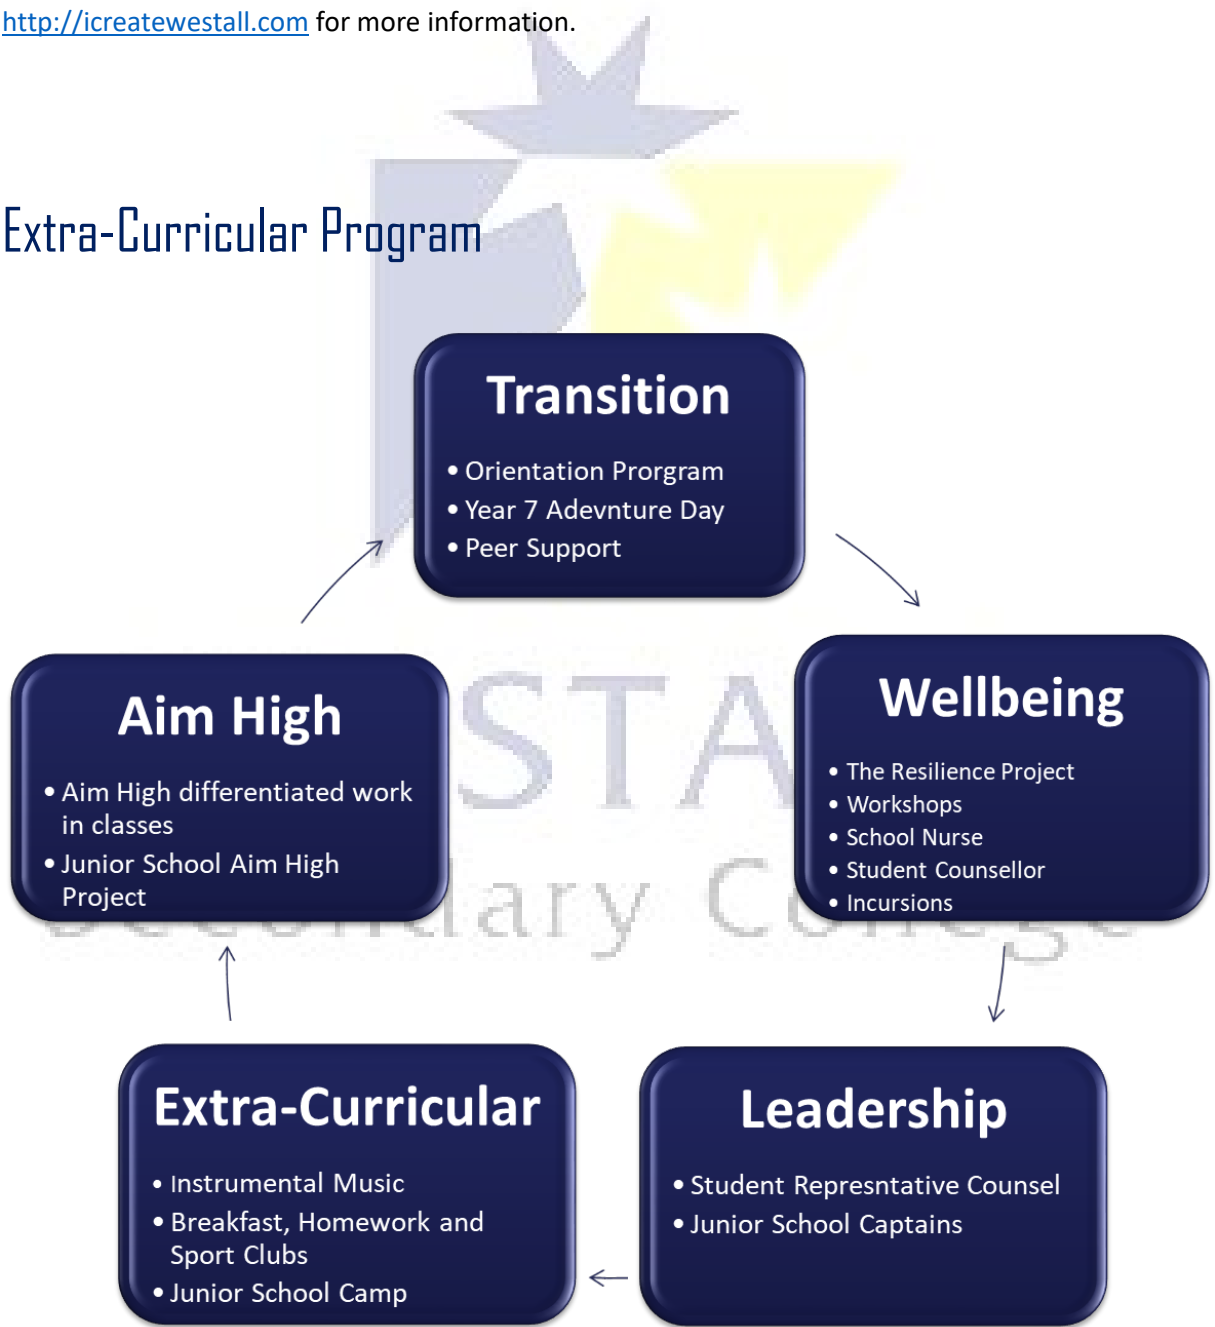 http://icreatewestall.com for more information.
Extra-Curricular Program
Transition
• Orientation Prorgram
• Year 7 Adevnture Day
• Peer Support
Wellbeing
• The Resilience Project
• Workshops
• School Nurse
• Student Counsellor
• Incursions
Leadership
• Student Represntative Counsel
• Junior School Captains
Extra-Curricular
• Instrumental Music
• Breakfast, Homework and
Sport Clubs
• Junior School Camp
Aim High
• Aim High differentiated work
in classes
• Junior School Aim High
Project